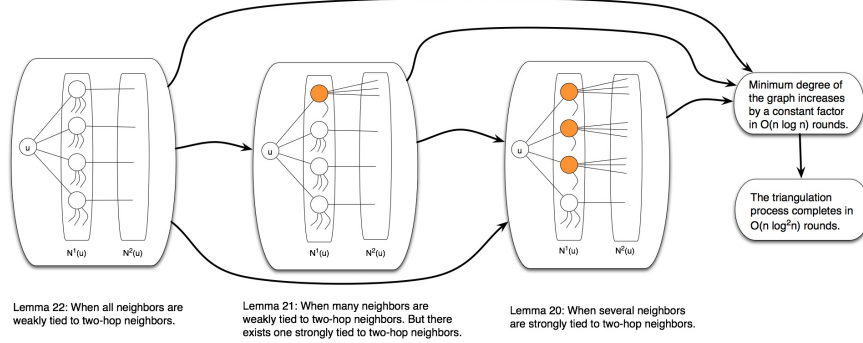 u
N¹(u)
N²(u)
u
N¹(u)
N²(u)
u
N¹(u)
N²(u)
Minimum degree of
the graph increases
by a constant factor
in O(n log n) rounds.
The triangulation
process completes in
O(n log²n) rounds.
Lemma 22: When all neighbors are
weakly tied to two-hop neighbors.
Lemma 21: When many neighbors are
weakly tied to two-hop neighbors. But there
exists one strongly tied to two-hop neighbors.
Lemma 20: When several neighbors
are strongly tied to two-hop neighbors.